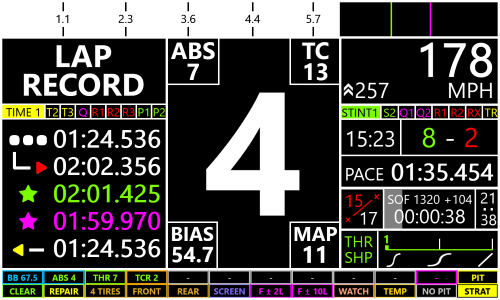 1.1 2.3 3.6 4.4 5.7
LAP
RECORD
ABS
7
TC
13
178
MPH
257
TIME 1 T2 T3 Q R1 R2 R3 P1 P2
STINT1 S2 Q1 Q2 R1 R2 RX TR
01:24.536
02:02.356
02:01.425
01:59.970
01:24.536
4
BIAS
54.7
MAP
11
15:23
8 - 2
PACE 01:35.454
15
17
SOF 1320 +104
00:00:38
21
:
38
THR
SHP
1
BB 67.5 ABS 4 THR 7 TCR 2 - - - - - - PIT
CLEAR REPAIR 4 TIRES FRONT REAR SCREEN F ± 2L F ± 10L WATER TEMP NO PIT STRAT